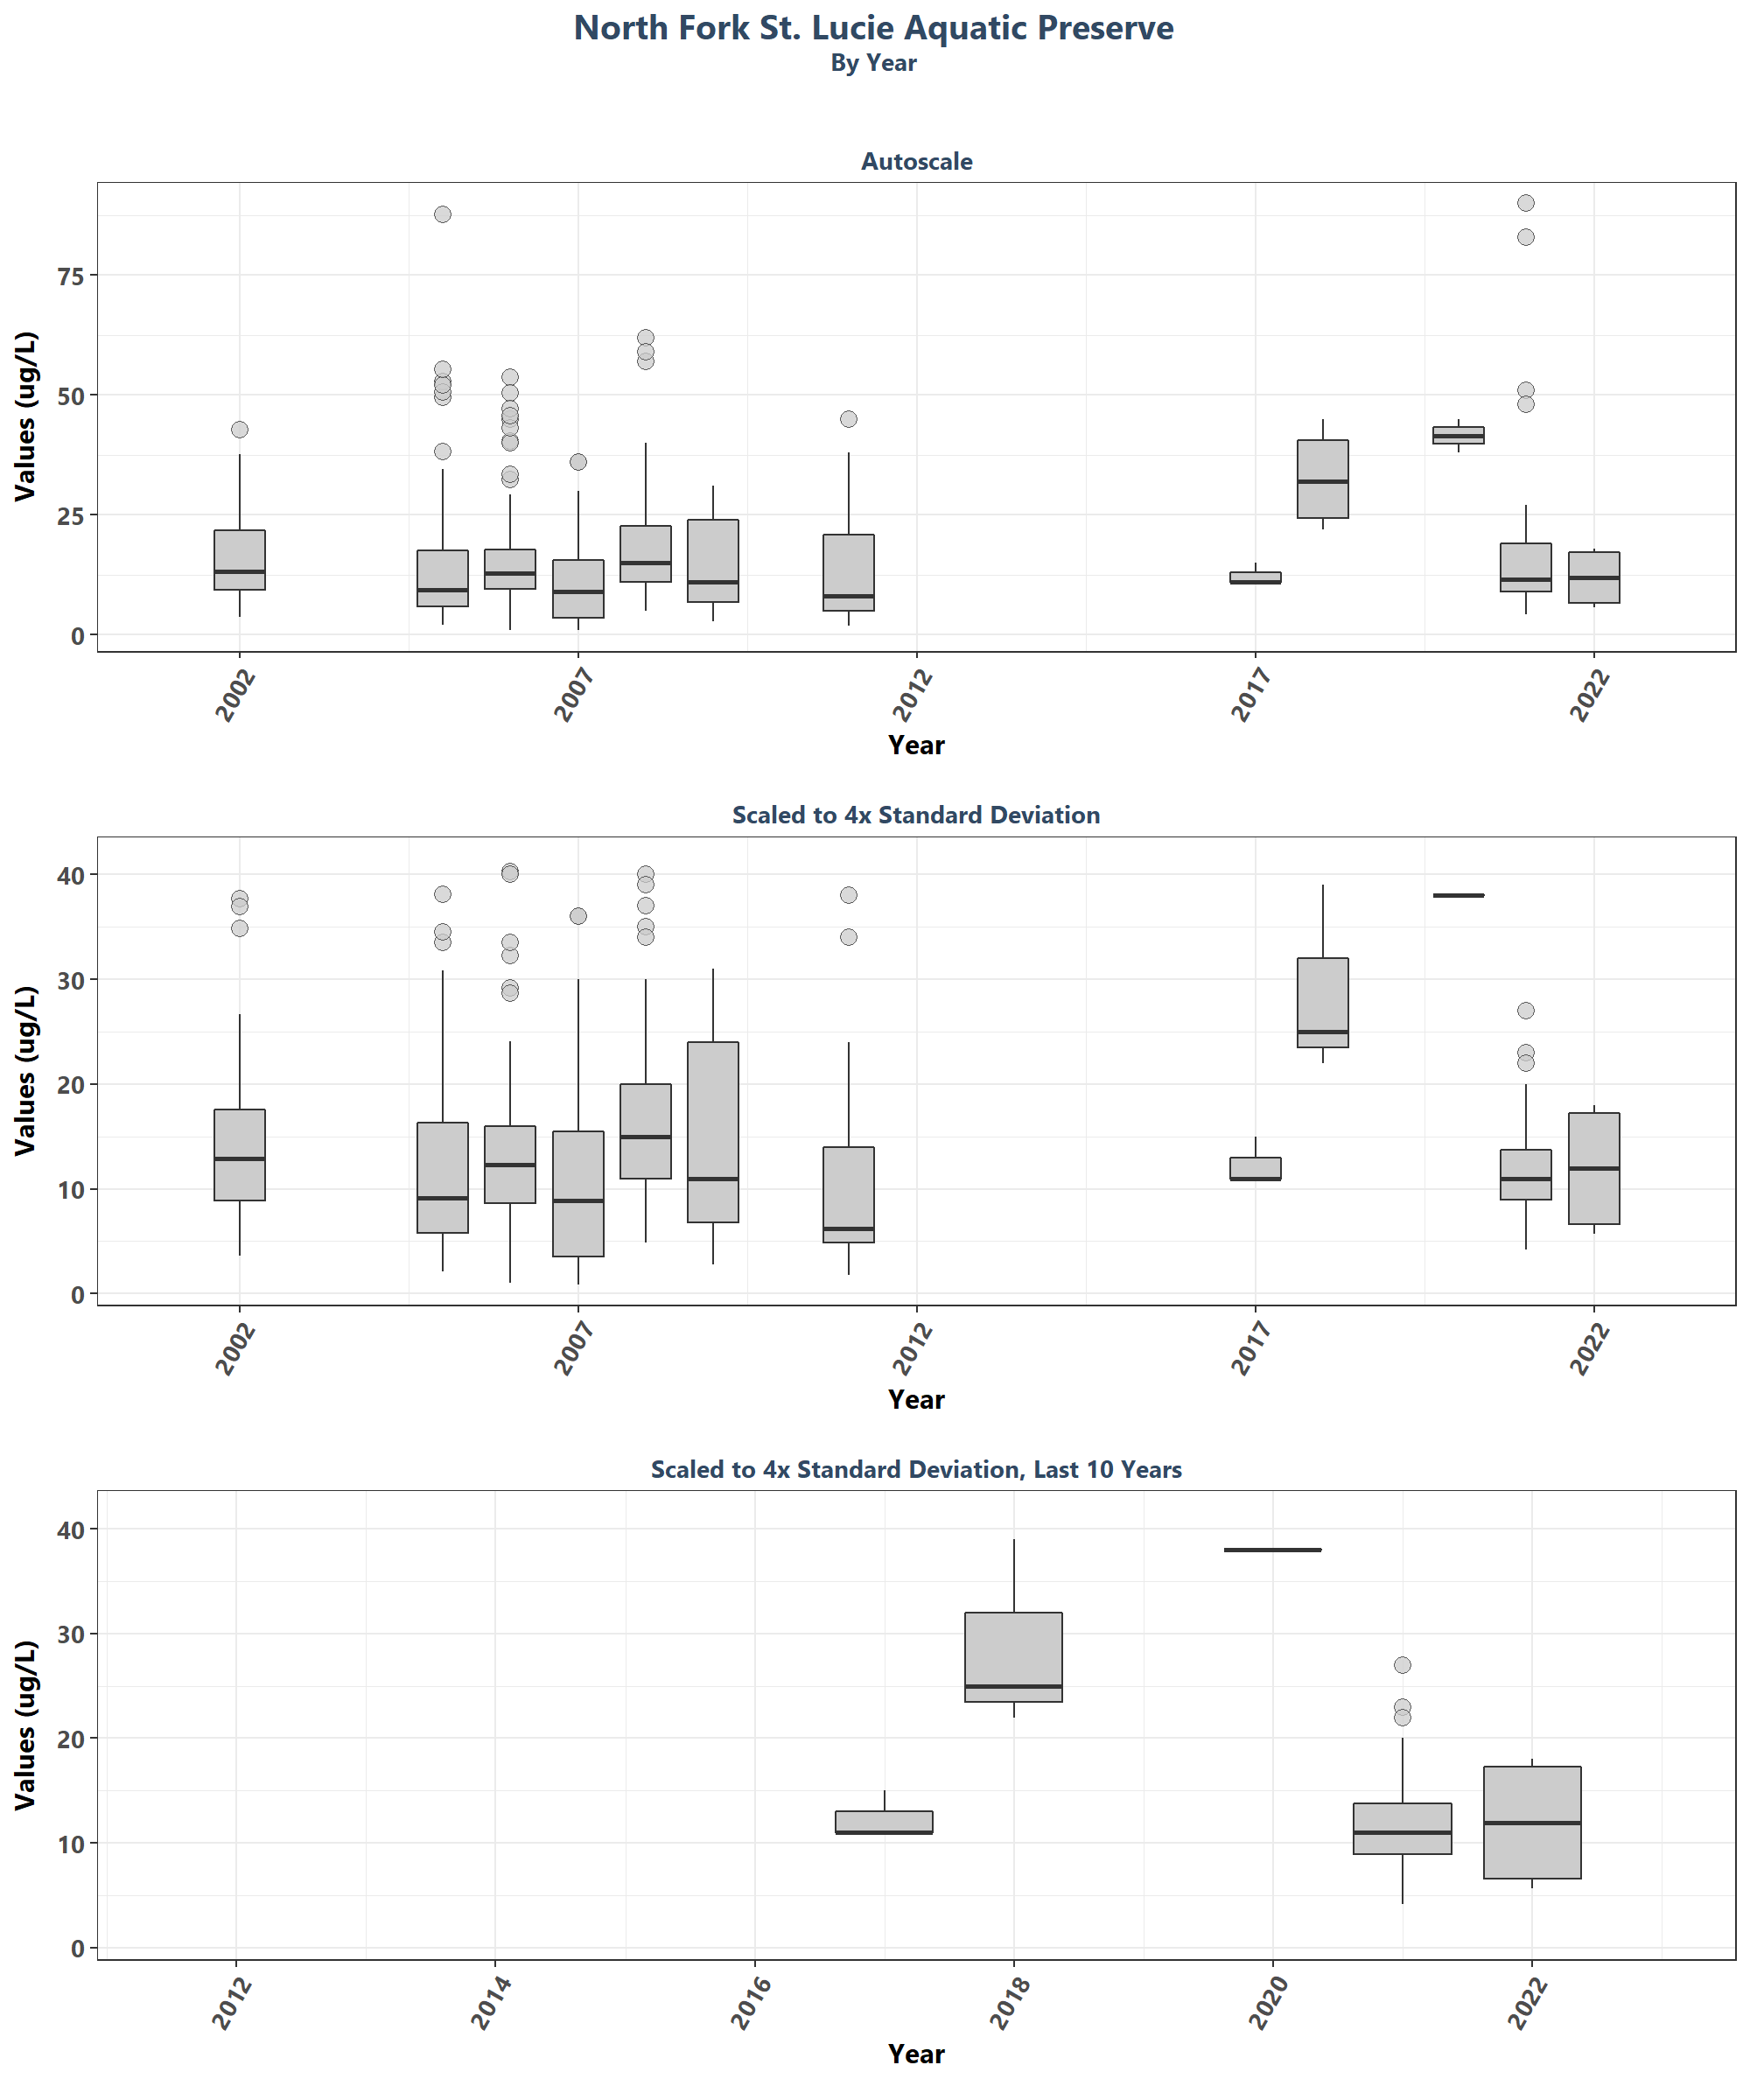 North Fork St. Lucie Aquatic Preserve
By Year
Autoscale
Values (ug/L)
75
50
25
0
2002
2007
2012
2017
2022
Year
Scaled to 4x Standard Deviation
Values (ug/L)
40
30
20
10
0
2002
2007
2012
2017
2022
Year
Scaled to 4x Standard Deviation, Last 10 Years
Values (ug/L)
40
30
20
10
0
2012
2014
2016
2018
2020
2022
Year